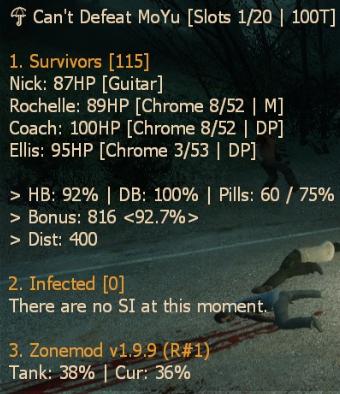 Can't Defeat MoYu [Slots 1/20 | 100T]
1. Survivors [115]
Nick: 87HP [Guitar]
Rochelle: 89HP [Chrome 8/52 | M]
Coach: 100HP [Chrome 8/52 | DP]
Ellis: 95HP [Chrome 3/53 | DP]
> HB: 92% | DB: 100% | Pills: 60 / 75%
> Bonus: 816 <92.7%>
> Dist: 400
2. Infected [0]
There are no SI at this moment.
3. Zonemod v1.9.9 (R#1)
Tank: 38% | Cur: 36%